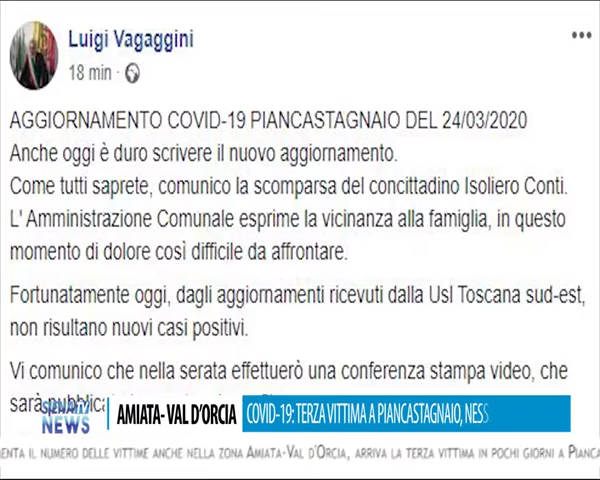 Luigi Vagaggini
18 min ·
AGGIORNAMENTO COVID-19 PIANCASTAGNAIO DEL 24/03/2020
Anche oggi è duro scrivere il nuovo aggiornamento.
Come tutti saprete, comunico la scomparsa del concittadino Isoliero Conti.
L' Amministrazione Comunale esprime la vicinanza alla famiglia, in questo
momento di dolore così difficile da affrontare.
Fortunatamente oggi, dagli aggiornamenti ricevuti dalla Usl Toscana sud-est,
non risultano nuovi casi positivi.
Vi comunico che nella serata effettuerò una conferenza stampa video, che
sarà
SIENATV
NEWS
AMIATA- VAL D'ORCIA
COVID-19: TERZA VITTIMA A PIANCASTAGNAIO, NESS
ENTA IL NUMERO DELLE VITTIME ANCHE NELLA ZONA AMIATA-VAL D'ORCIA, ARRIVA LA TERZA VITTIMA IN POCHI GIORNI A PIANCA